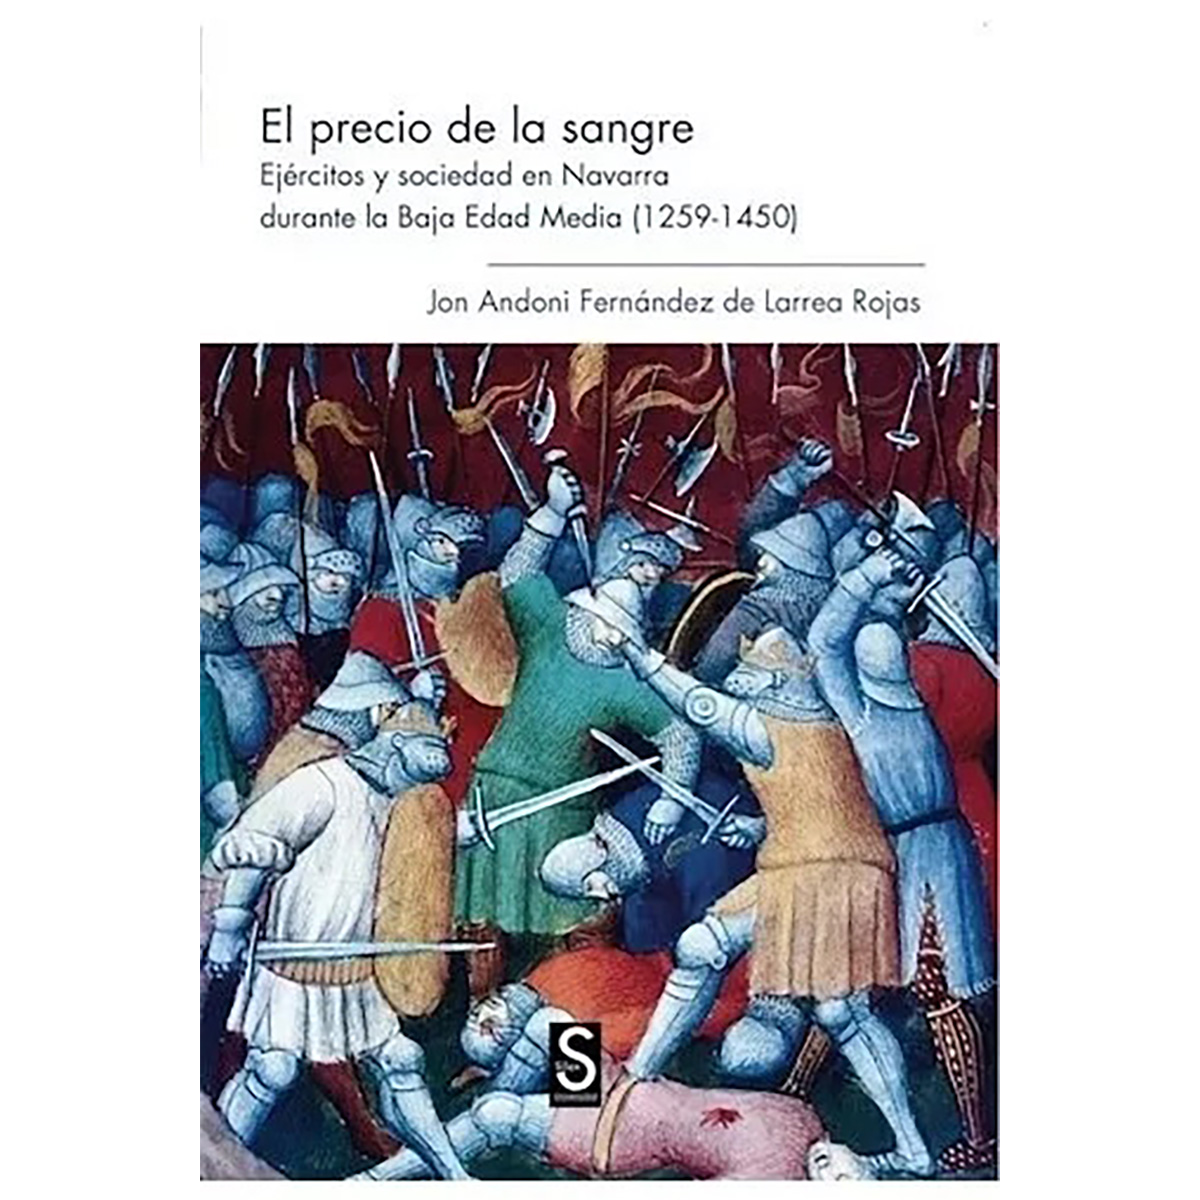 El precio de la sangre
Ejércitos y sociedad en Navarra
durante la Baja Edad Media (1259-1450)
Jon Andoni Fernández de Larrea Rojas
S
Sílex